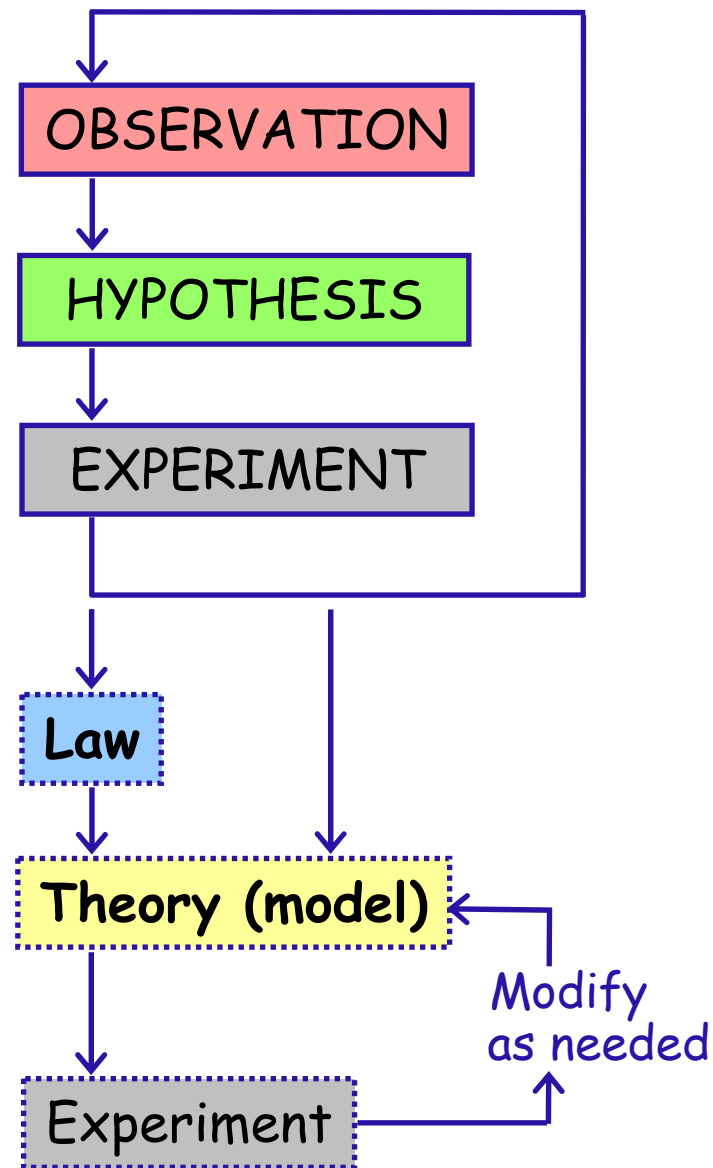 OBSERVATION
HYPOTHESIS
EXPERIMENT
Law
Theory (model)
Modify
as needed
Experiment